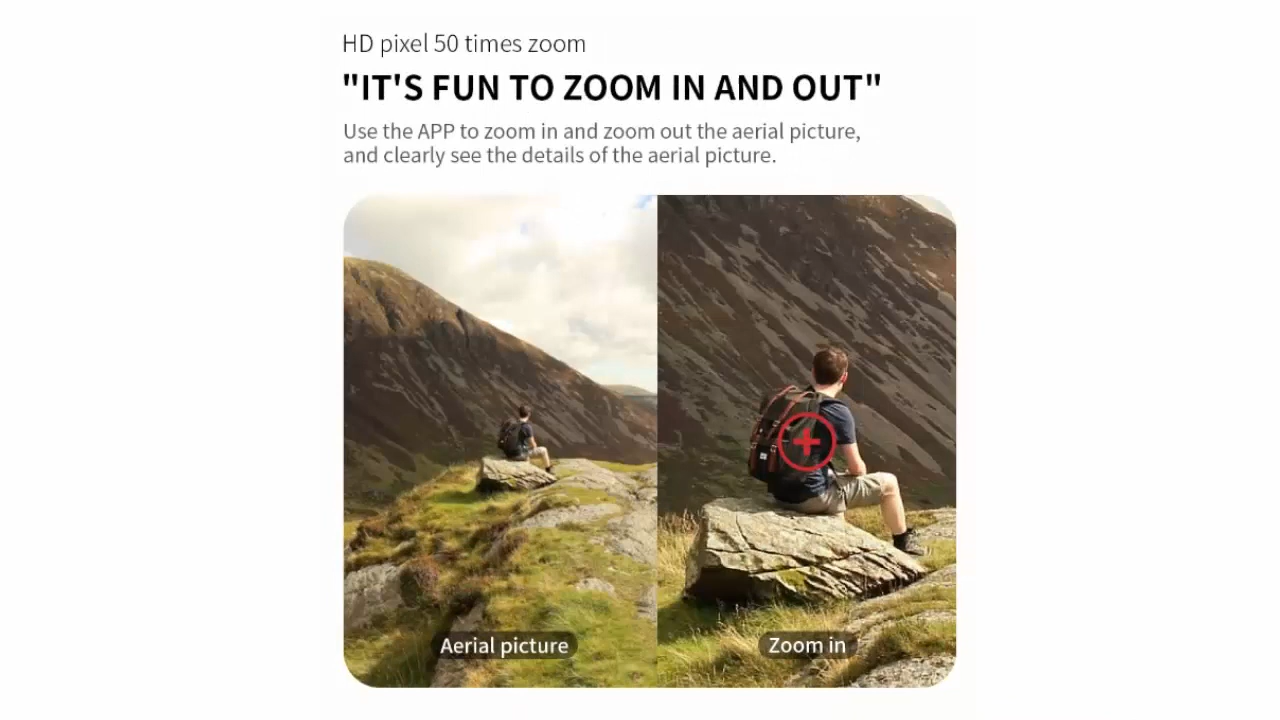 HD pixel 50 times zoom
"IT'S FUN TO ZOOM IN AND OUT"
Use the APP to zoom in and zoom out the aerial picture,
and clearly see the details of the aerial picture.
Aerial picture
Zoom in